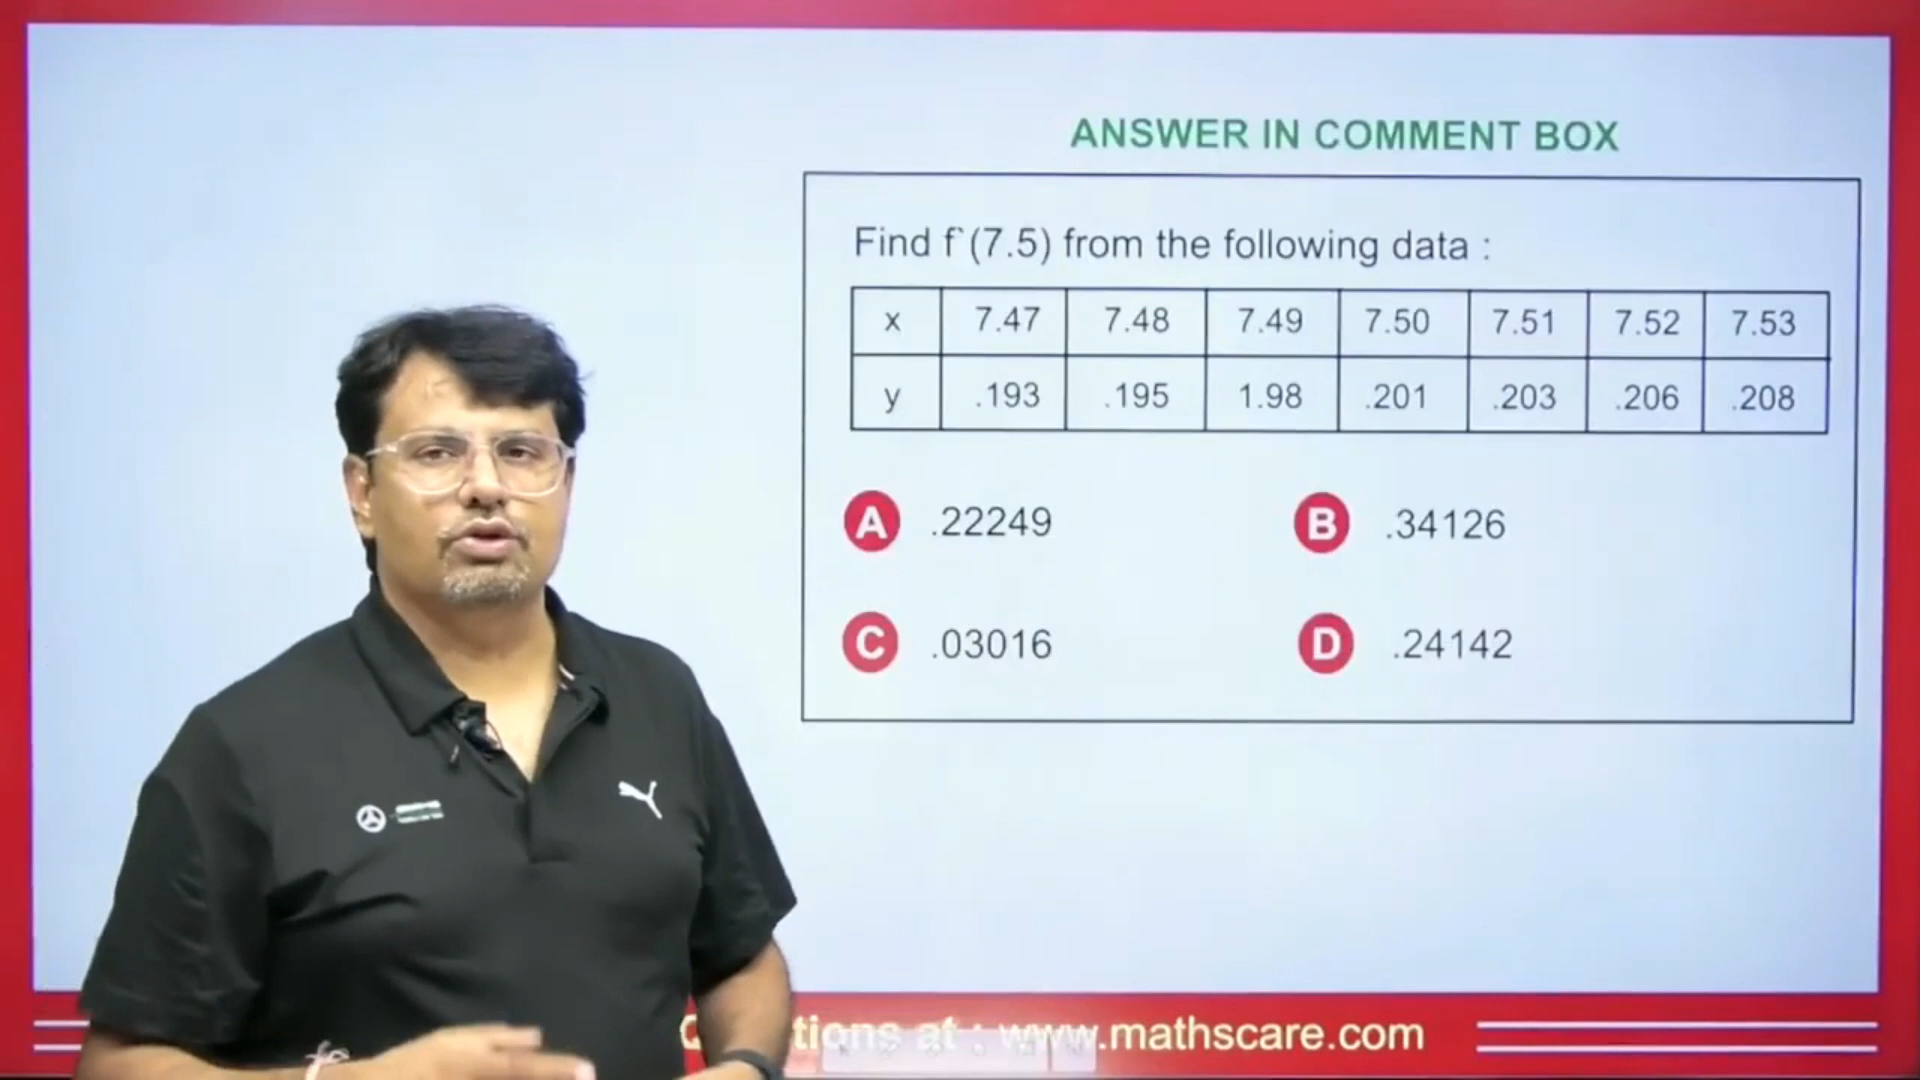 ANSWER IN COMMENT BOX
Find f`(7.5) from the following data :
x 7.47 7.48 7.49 7.50 7.51 7.52 7.53
y .193 .195 1.98 .201 .203 .206 .208
A .22249 B .34126
C .03016 D .24142
at : www.mathscare.com